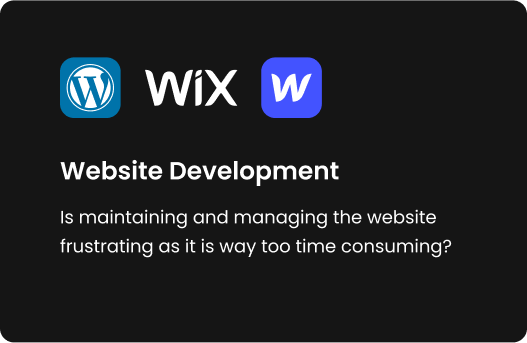 W WiX W
Website Development
Is maintaining and managing the website
frustrating as it is way too time consuming?